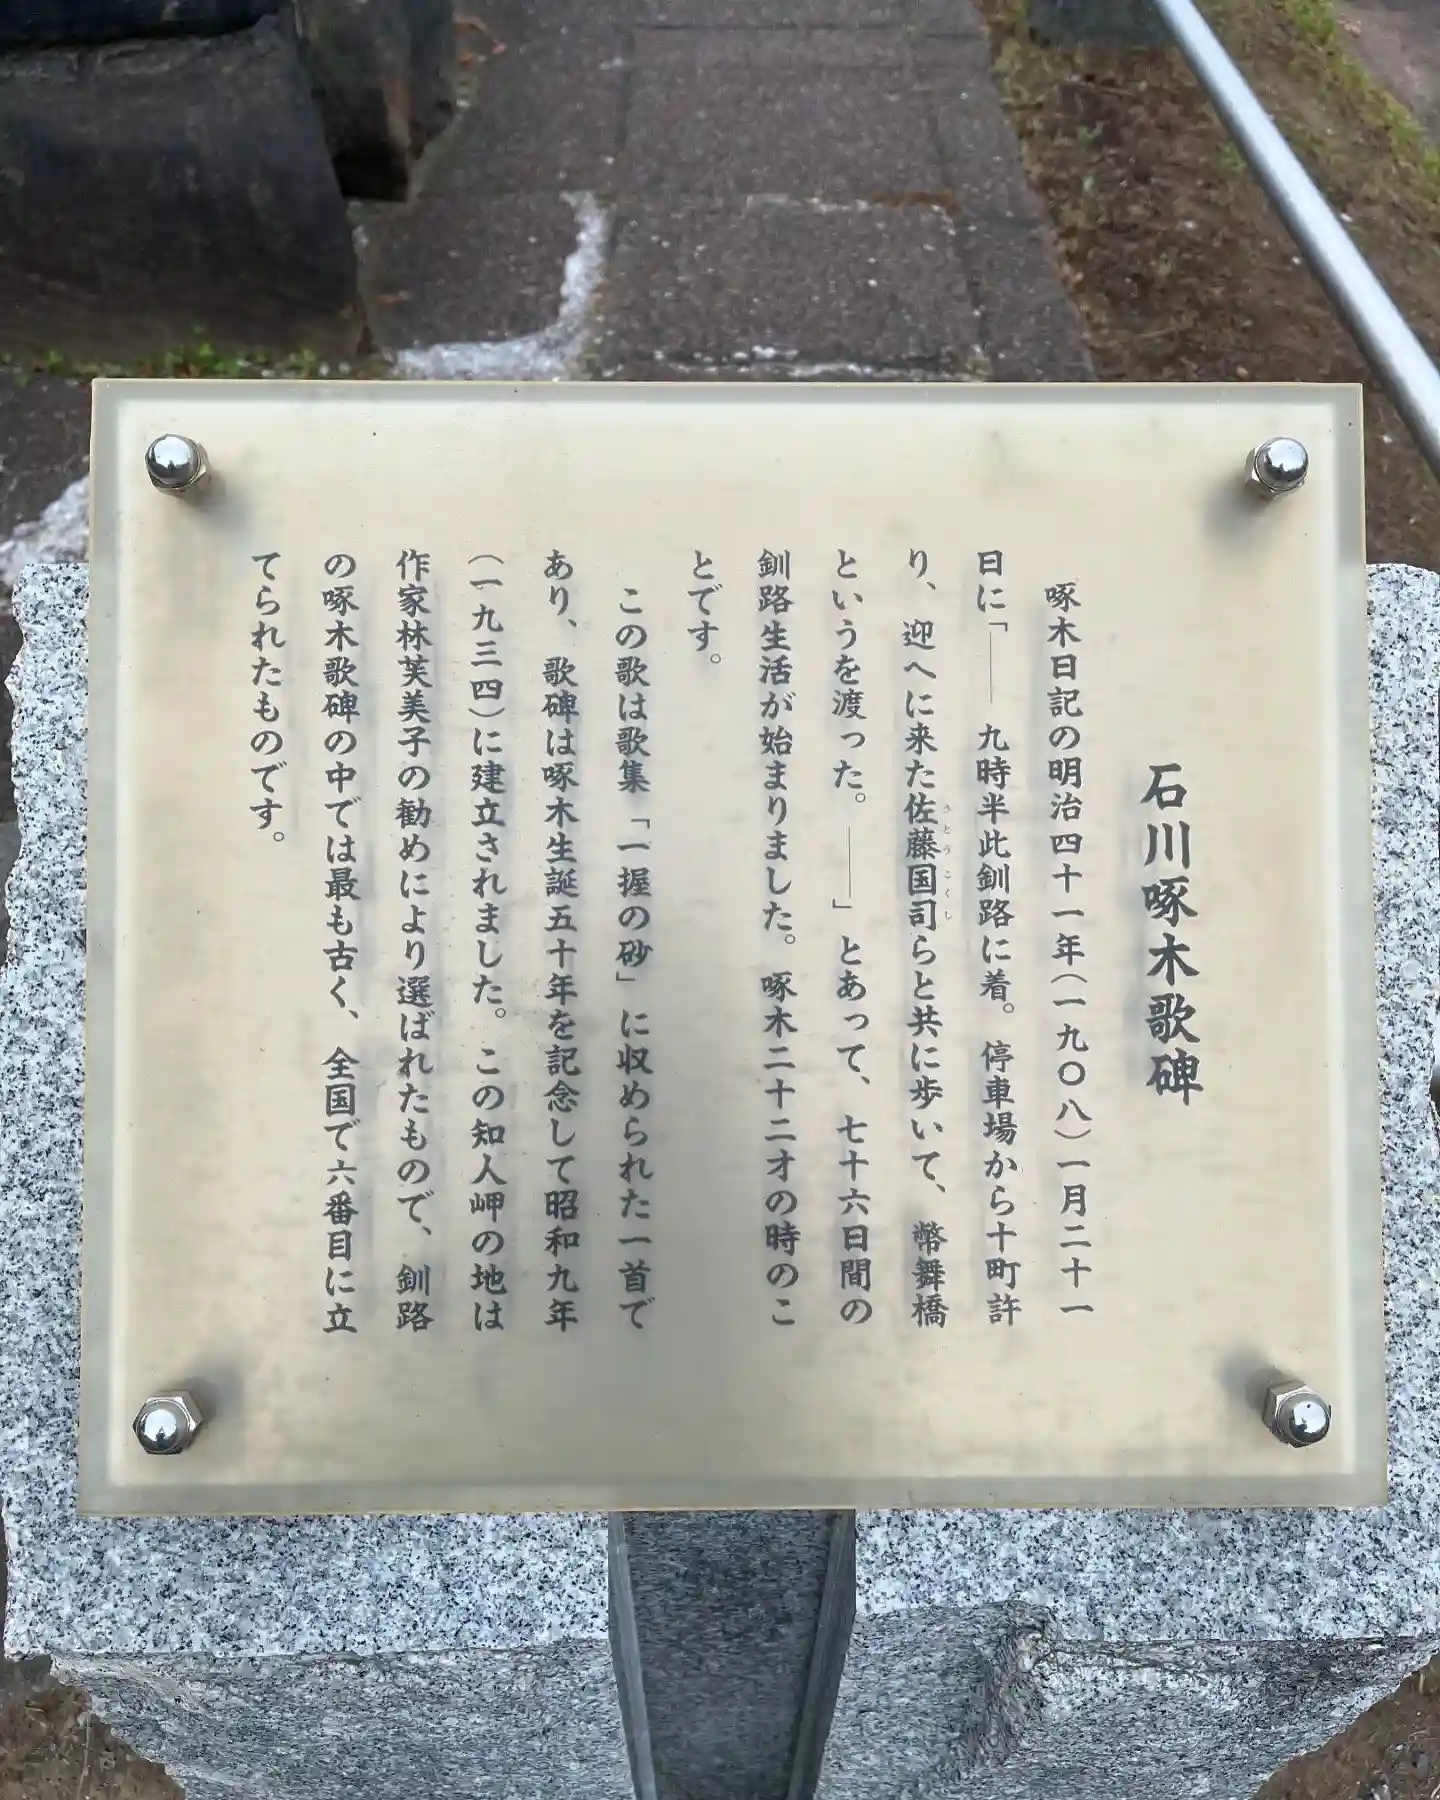 石川啄木歌碑
啄木日記の明治四十一年(一九〇八)一月二十一
日に「――九時半此釧路に着。停車場から十町許
り、迎へに来た佐藤国司らと共に歩いて、幣舞橋
さとうこくし
というを渡った。――」とあって、七十六日間の
釧路生活が始まりました。啄木二十二才の時のこ
とです。
この歌は歌集「一握の砂」に収められた一首で
あり、歌碑は啄木生誕五十年を記念して昭和九年
(一九三四)に建立されました。この知人岬の地は
作家林芙美子の勧めにより選ばれたもので、釧路
の啄木歌碑の中では最も古く、全国で六番目に立
てられたものです。